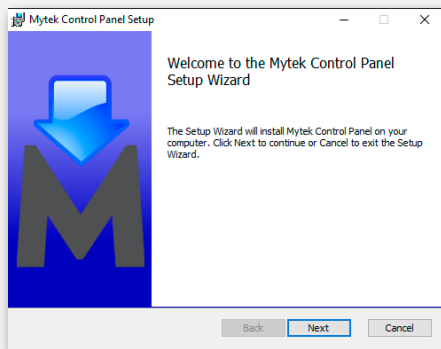 Mytek Control Panel Setup
Welcome to the Mytek Control Panel
Setup Wizard
The Setup Wizard will install Mytek Control Panel on your
computer. Click Next to continue or Cancel to exit the Setup
Wizard.
M
Back Next Cancel